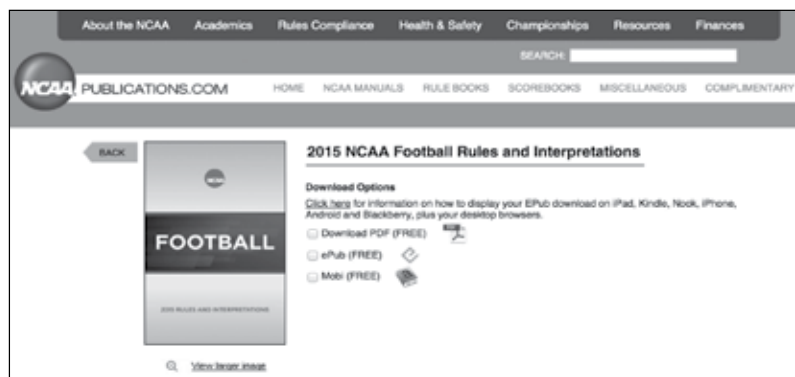 About the NCAA Academics Rules Compliance Health & Safety Championships Resources Finances
SEARCH:
NCAA PUBLICATIONS.COM HOME NCAA MANUALS RULE BOOKS SCOREBOOKS MISCELLANEOUS COMPLIMENTARY
BACK
2015 NCAA Football Rules and Interpretations
Download Options
Click here for information on how to display your EPub download on iPad, Kindle, Nook, iPhone,
Android and Blackberry, plus your desktop browsers.
Download PDF (FREE)
ePub (FREE)
Mobi (FREE)
FOOTBALL
2015 RULES AND INTERPRETATIONS
View larger image